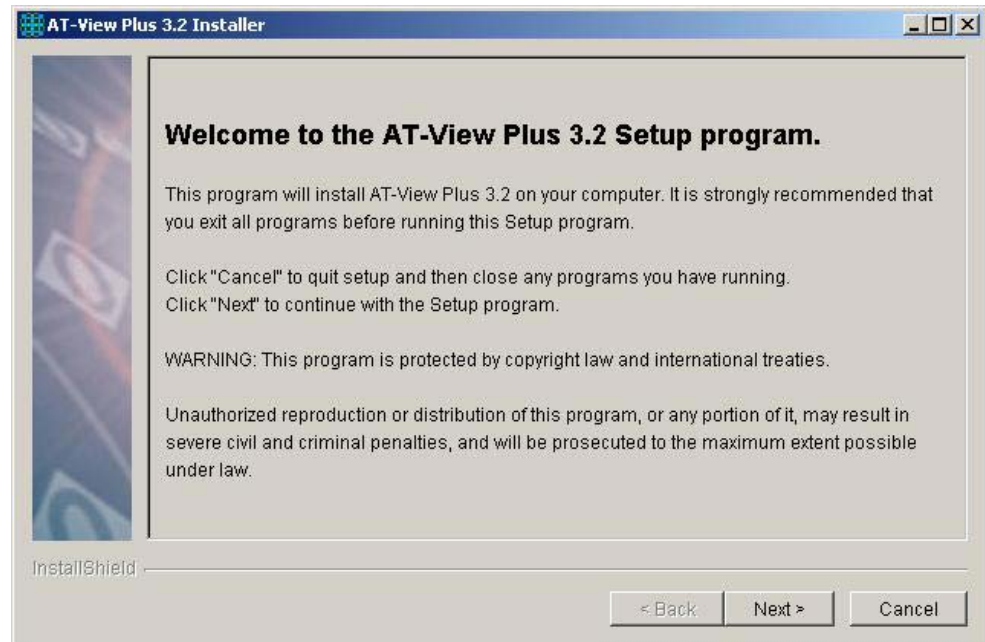 AT-View Plus 3.2 Installer
Welcome to the AT-View Plus 3.2 Setup program.
This program will install AT-View Plus 3.2 on your computer. It is strongly recommended that
you exit all programs before running this Setup program.
Click "Cancel" to quit setup and then close any programs you have running.
Click "Next" to continue with the Setup program.
WARNING: This program is protected by copyright law and international treaties.
Unauthorized reproduction or distribution of this program, or any portion of it, may result in
severe civil and criminal penalties, and will be prosecuted to the maximum extent possible
under law.
InstallShield
< Back Next > Cancel